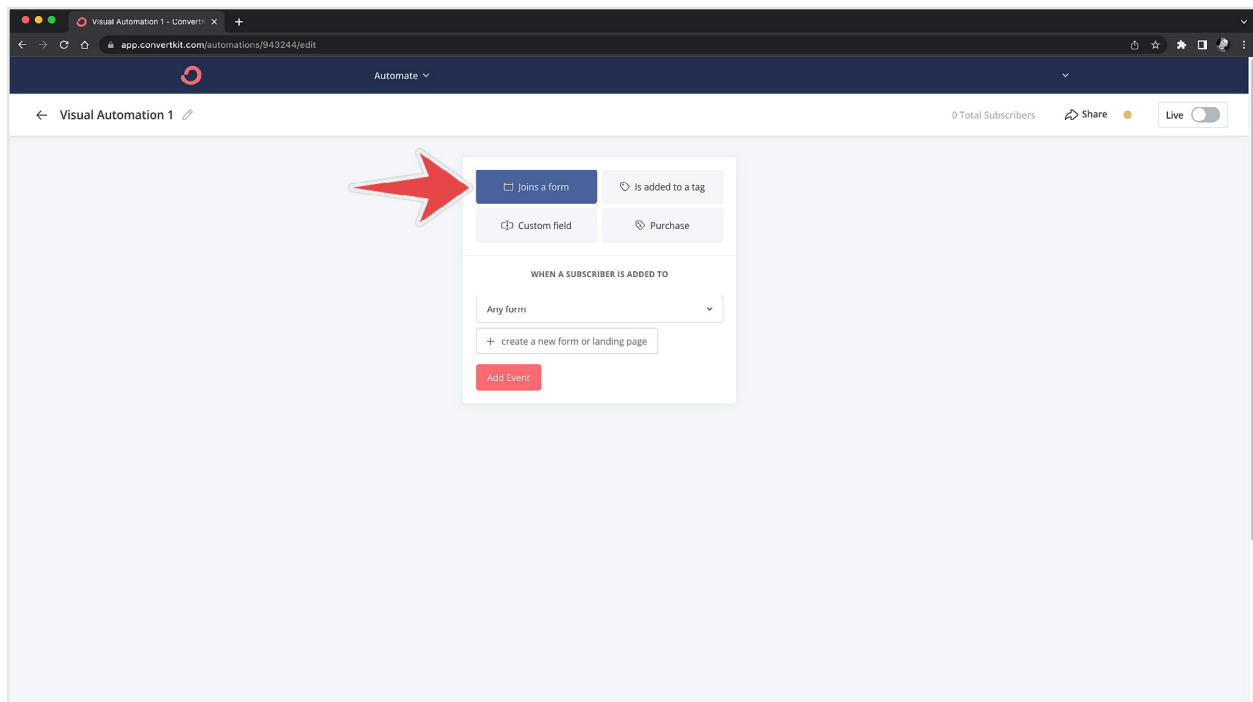 Visual Automation 1 - ConvertK
app.convertkit.com/automations/943244/edit
Automate
Visual Automation 1
0 Total Subscribers
Share
Live
Joins a form
Is added to a tag
Custom field
Purchase
WHEN A SUBSCRIBER IS ADDED TO
Any form
+ create a new form or landing page
Add Event